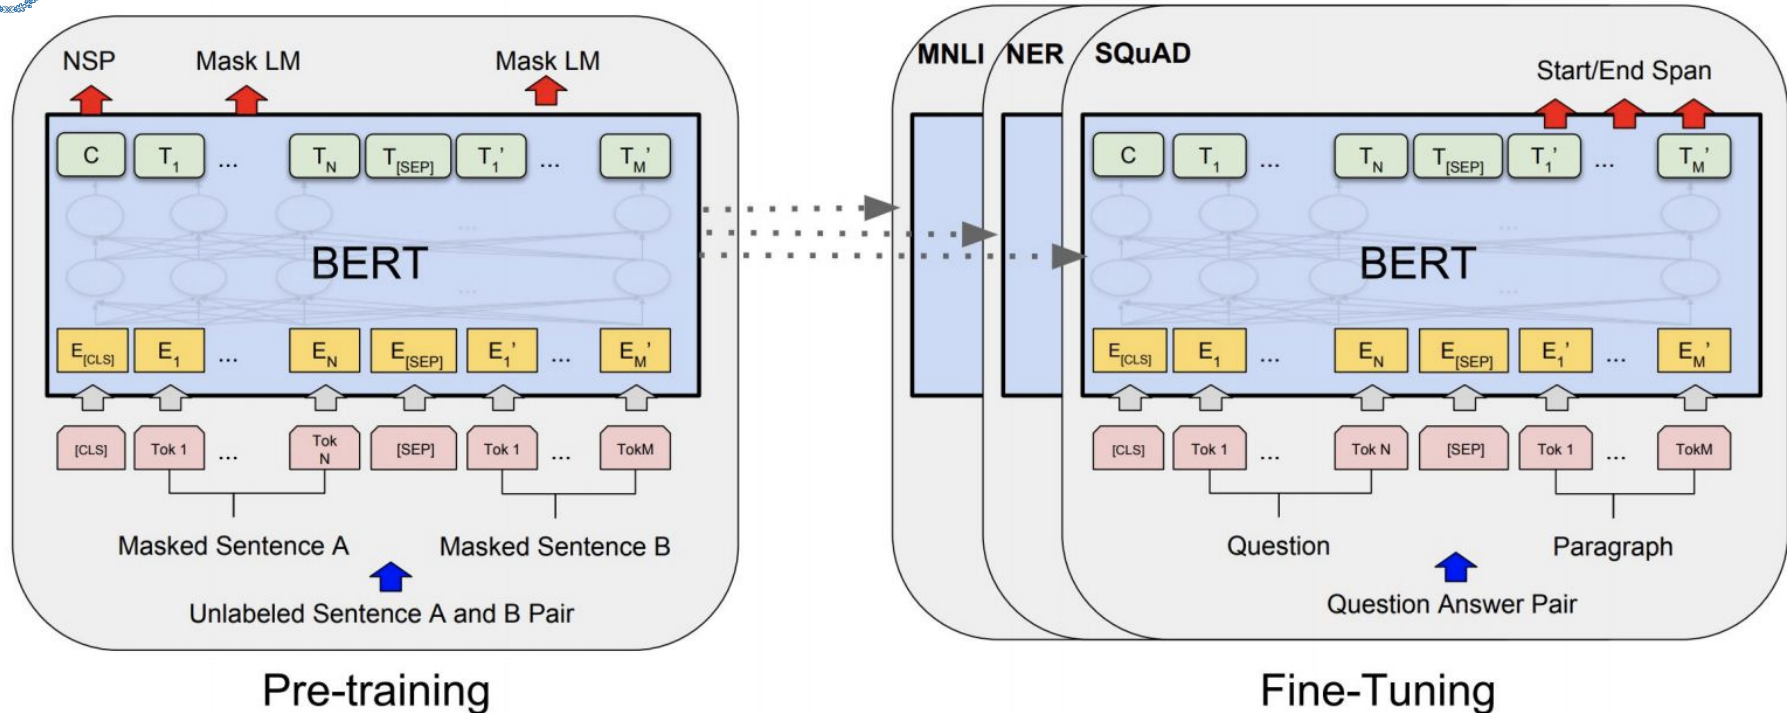 NSP Mask LM Mask LM
C T1 ... TN T[SEP] T1' ... TM'
...
BERT
...
E[CLS] E1 ... EN E[SEP] E1' ... EM'
[CLS] Tok 1 ... Tok N [SEP] Tok 1 ... TokM
Masked Sentence A Masked Sentence B
Unlabeled Sentence A and B Pair
Pre-training
MNLI NER SQuAD
Start/End Span
C T1 ... TN T[SEP] T1' ... TM'
...
BERT
...
E[CLS] E1 ... EN E[SEP] E1' ... EM'
[CLS] Tok 1 ... Tok N [SEP] Tok 1 ... TokM
Question Paragraph
Question Answer Pair
Fine-Tuning